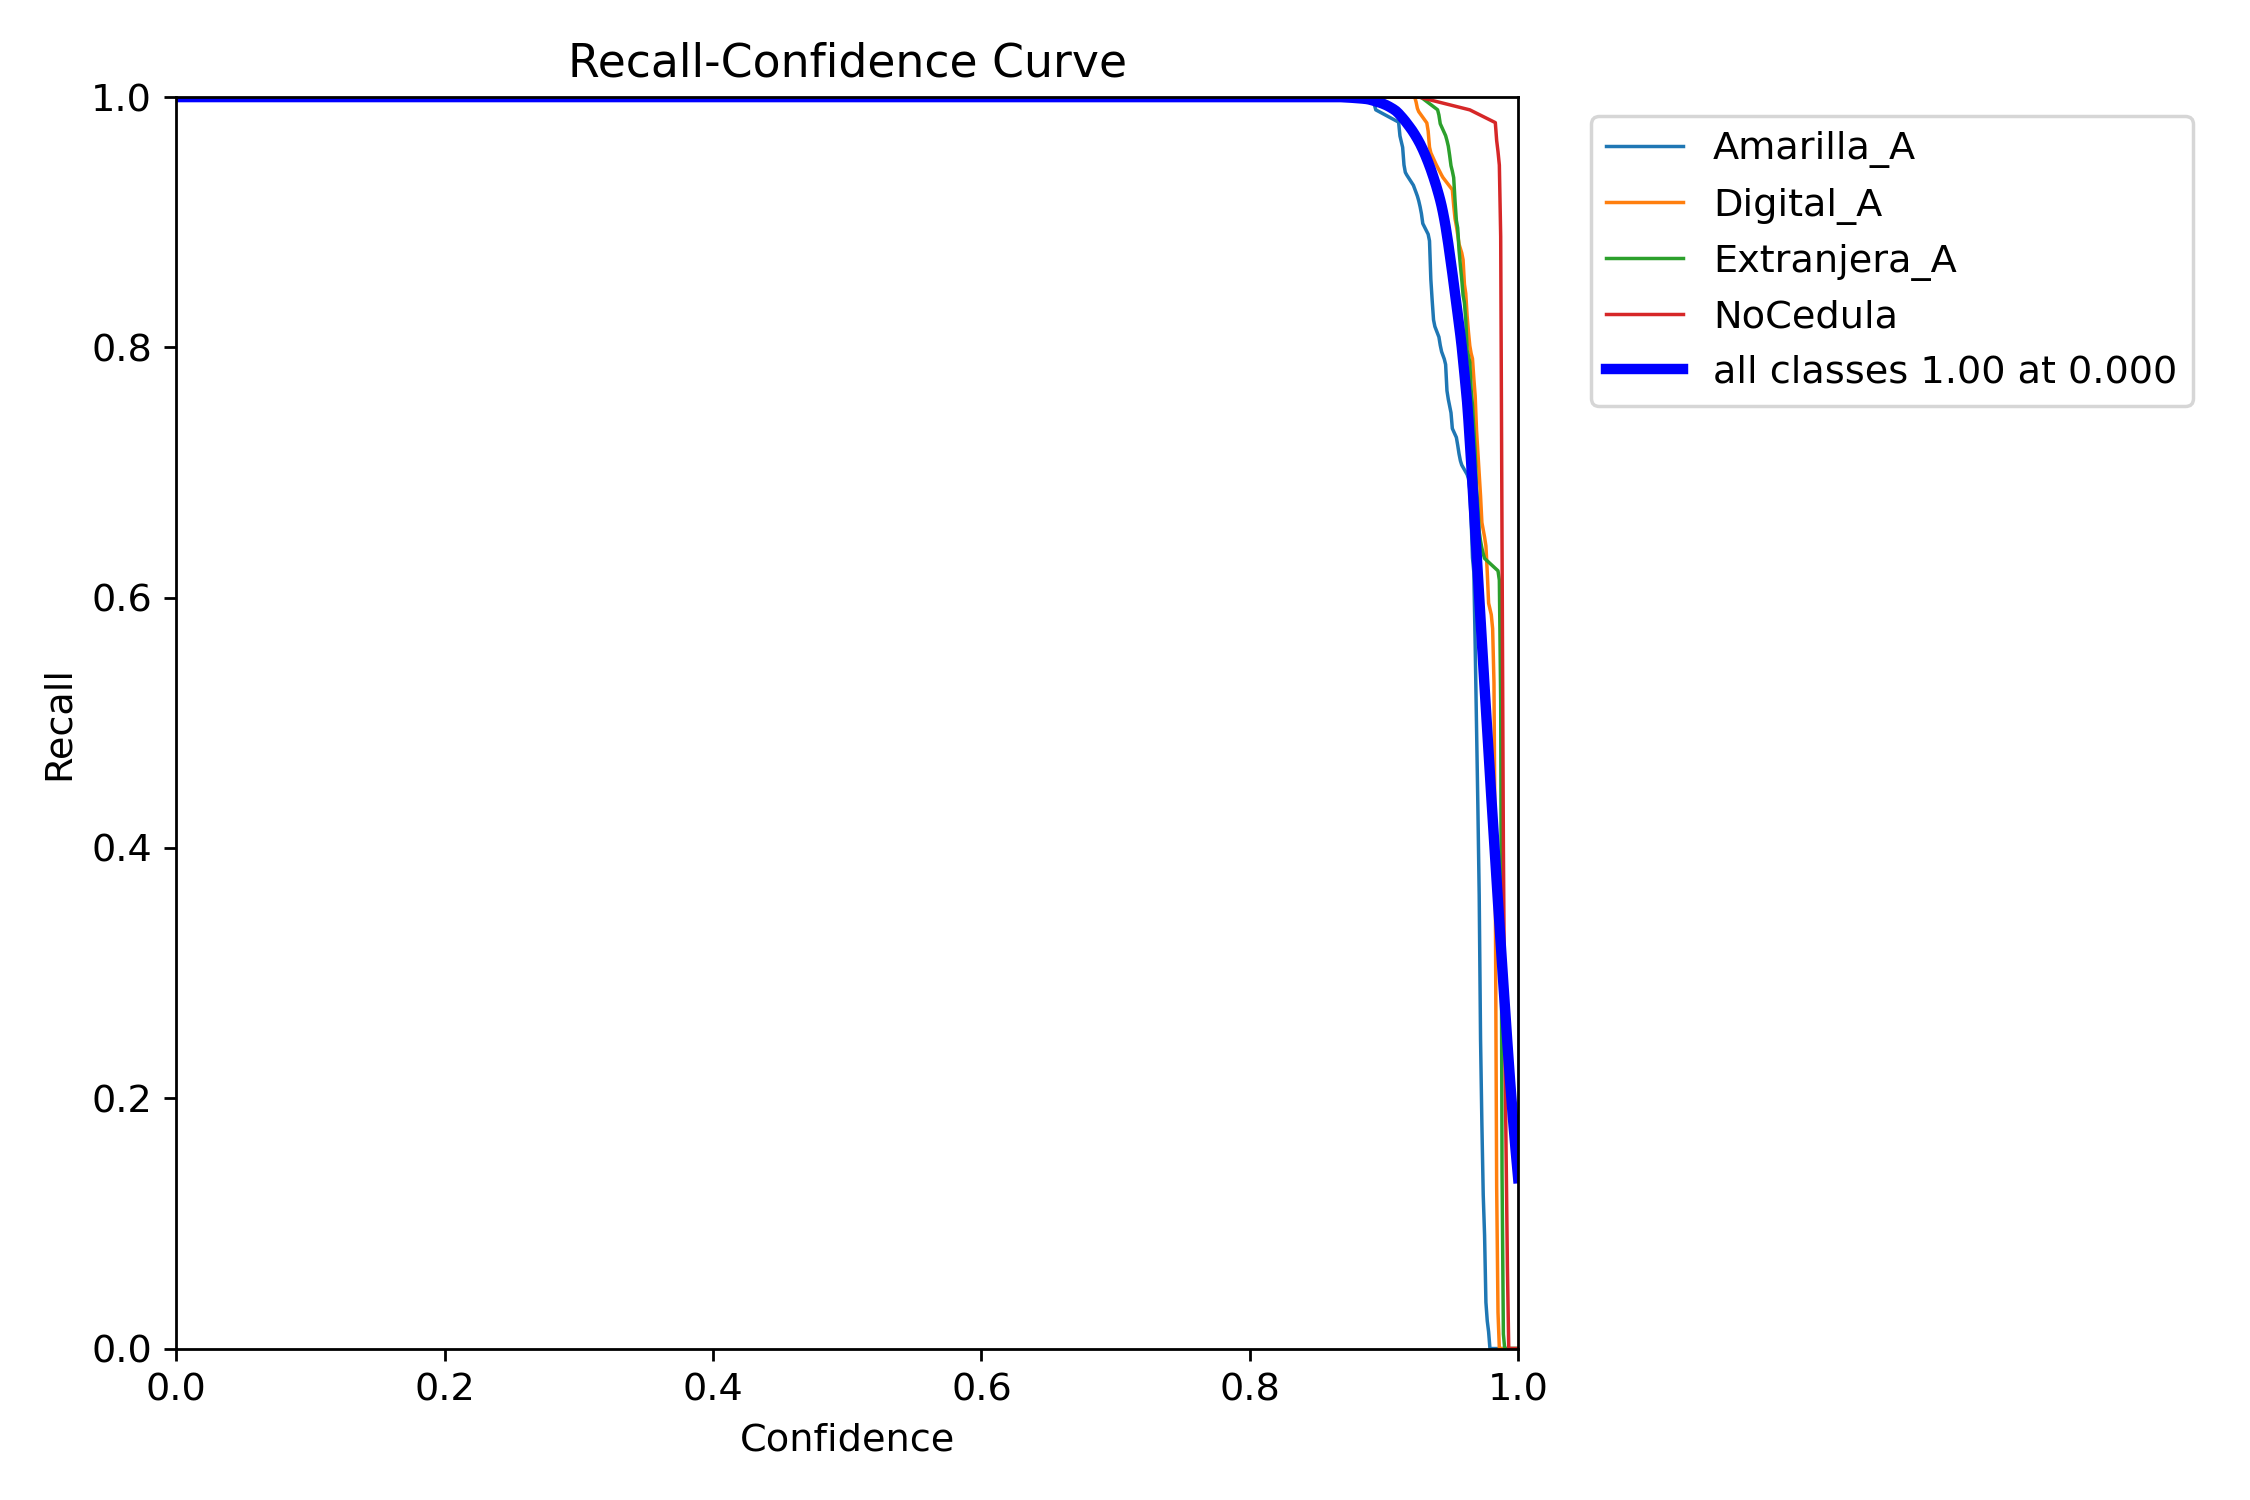 Recall-Confidence Curve
1.0
0.8
0.6
0.4
0.2
0.0
Recall
0.0 0.2 0.4 0.6 0.8 1.0
Confidence
Amarilla_A
Digital_A
Extranjera_A
NoCedula
all classes 1.00 at 0.000